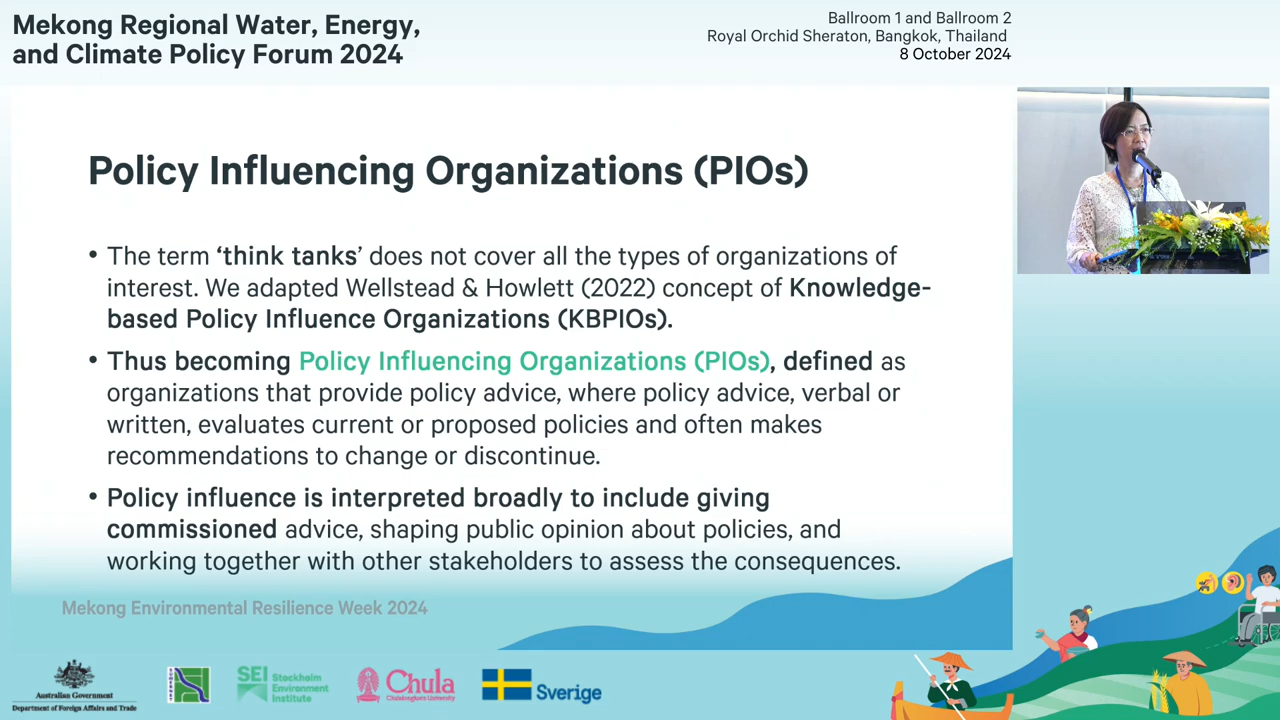 Mekong Regional Water, Energy,
and Climate Policy Forum 2024
Ballroom 1 and Ballroom 2
Royal Orchid Sheraton, Bangkok, Thailand
8 October 2024
Policy Influencing Organizations (PIOs)
• The term ‘think tanks’ does not cover all the types of organizations of
interest. We adapted Wellstead & Howlett (2022) concept of Knowledge-
based Policy Influence Organizations (KBPIOs).
• Thus becoming Policy Influencing Organizations (PIOs), defined as
organizations that provide policy advice, where policy advice, verbal or
written, evaluates current or proposed policies and often makes
recommendations to change or discontinue.
• Policy influence is interpreted broadly to include giving
commissioned advice, shaping public opinion about policies, and
working together with other stakeholders to assess the consequences.
Mekong Environmental Resilience Week 2024
Australian Government
Department of Foreign Affairs and Trade
SEI Stockholm
Environment
Institute
Chula
Chulalongkorn University
Sverige